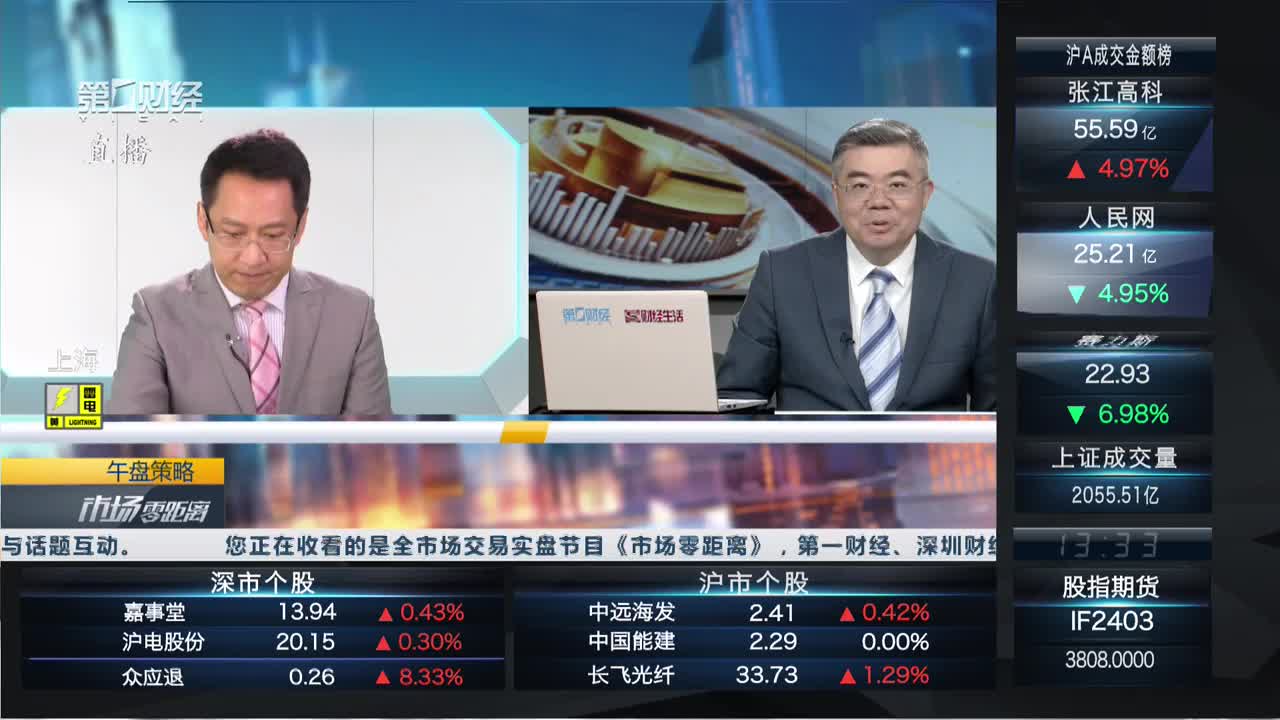 第一财经
YICAI
直播
上海
雷电
黄 LIGHTNING
第一财经 财经生活
午盘策略
市场零距离
与话题互动。 您正在收看的是全市场交易实盘节目《市场零距离》，第一财经、深圳财经
深市个股
嘉事堂 13.94 ▲ 0.43%
沪电股份 20.15 ▲ 0.30%
众应退 0.26 ▲ 8.33%
沪市个股
中远海发 2.41 ▲ 0.42%
中国能建 2.29 0.00%
长飞光纤 33.73 ▲ 1.29%
沪A成交金额榜
张江高科
55.59亿
▲ 4.97%
人民网
25.21亿
▼ 4.95%
赛力斯
22.93
▼ 6.98%
上证成交量
2055.51亿
13:33
股指期货
IF2403
3808.0000